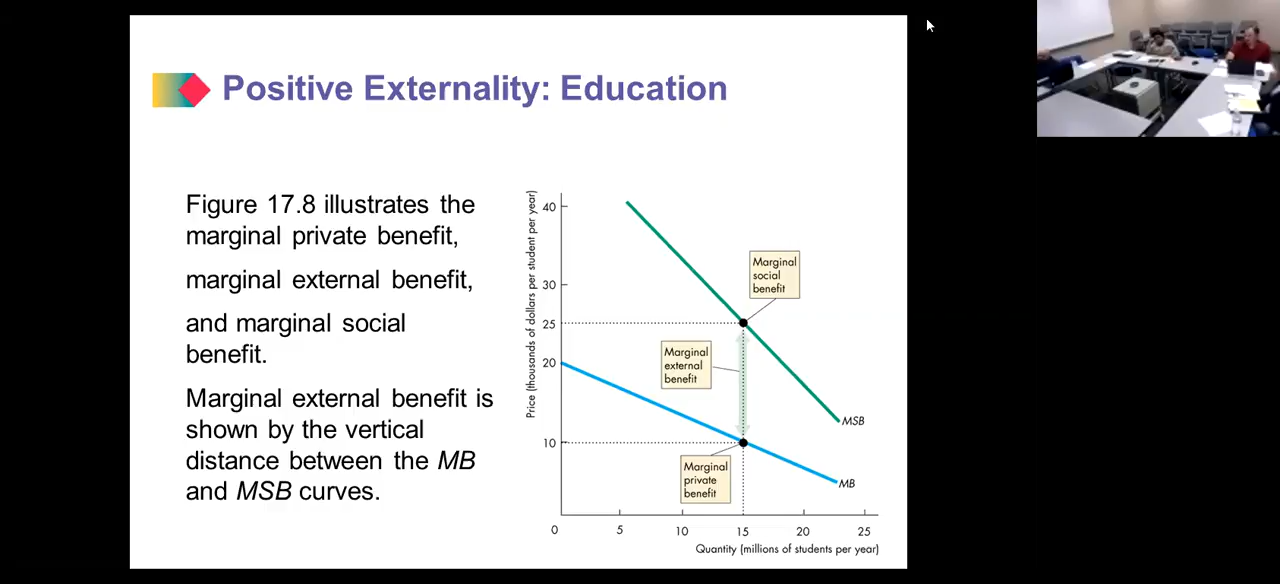 Positive Externality: Education
Figure 17.8 illustrates the
marginal private benefit,
marginal external benefit,
and marginal social
benefit.
Marginal external benefit is
shown by the vertical
distance between the MB
and MSB curves.
Price (thousands of dollars per student per year)
40
30
25
20
10
Marginal
social
benefit
Marginal
external
benefit
Marginal
private
benefit
MSB
MB
0 5 10 15 20 25
Quantity (millions of students per year)